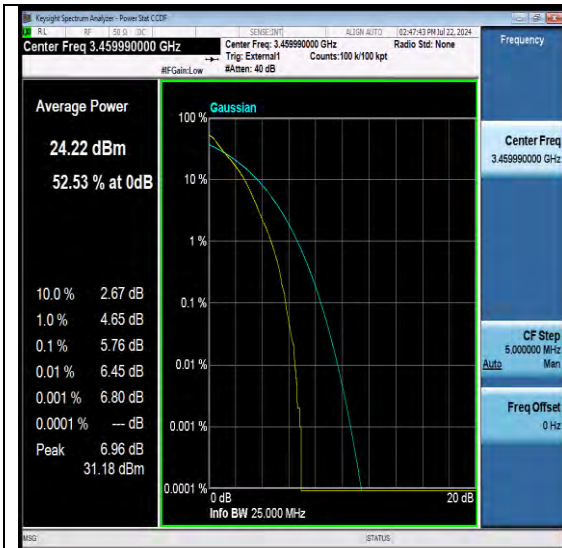 Keysight Spectrum Analyzer - Power Stat CCDF
RL RF 50 Ω DC SENSE:INT ALIGN AUTO 02:47:43 PM Jul 22, 2024
Center Freq 3.459990000 GHz
Center Freq: 3.459990000 GHz Radio Std: None
Trig: External1 Counts:100 k/100 kpt
#IFGain:Low #Atten: 40 dB
Frequency
Average Power
24.22 dBm
52.53 % at 0dB
10.0 % 2.67 dB
1.0 % 4.65 dB
0.1 % 5.76 dB
0.01 % 6.45 dB
0.001 % 6.80 dB
0.0001 % --- dB
Peak 6.96 dB
31.18 dBm
Gaussian
100 %
10 %
1 %
0.1 %
0.01 %
0.001 %
0.0001 %
0 dB 20 dB
Info BW 25.000 MHz
Center Freq
3.459990000 GHz
CF Step
5.000000 MHz
Auto Man
Freq Offset
0 Hz
MSG STATUS